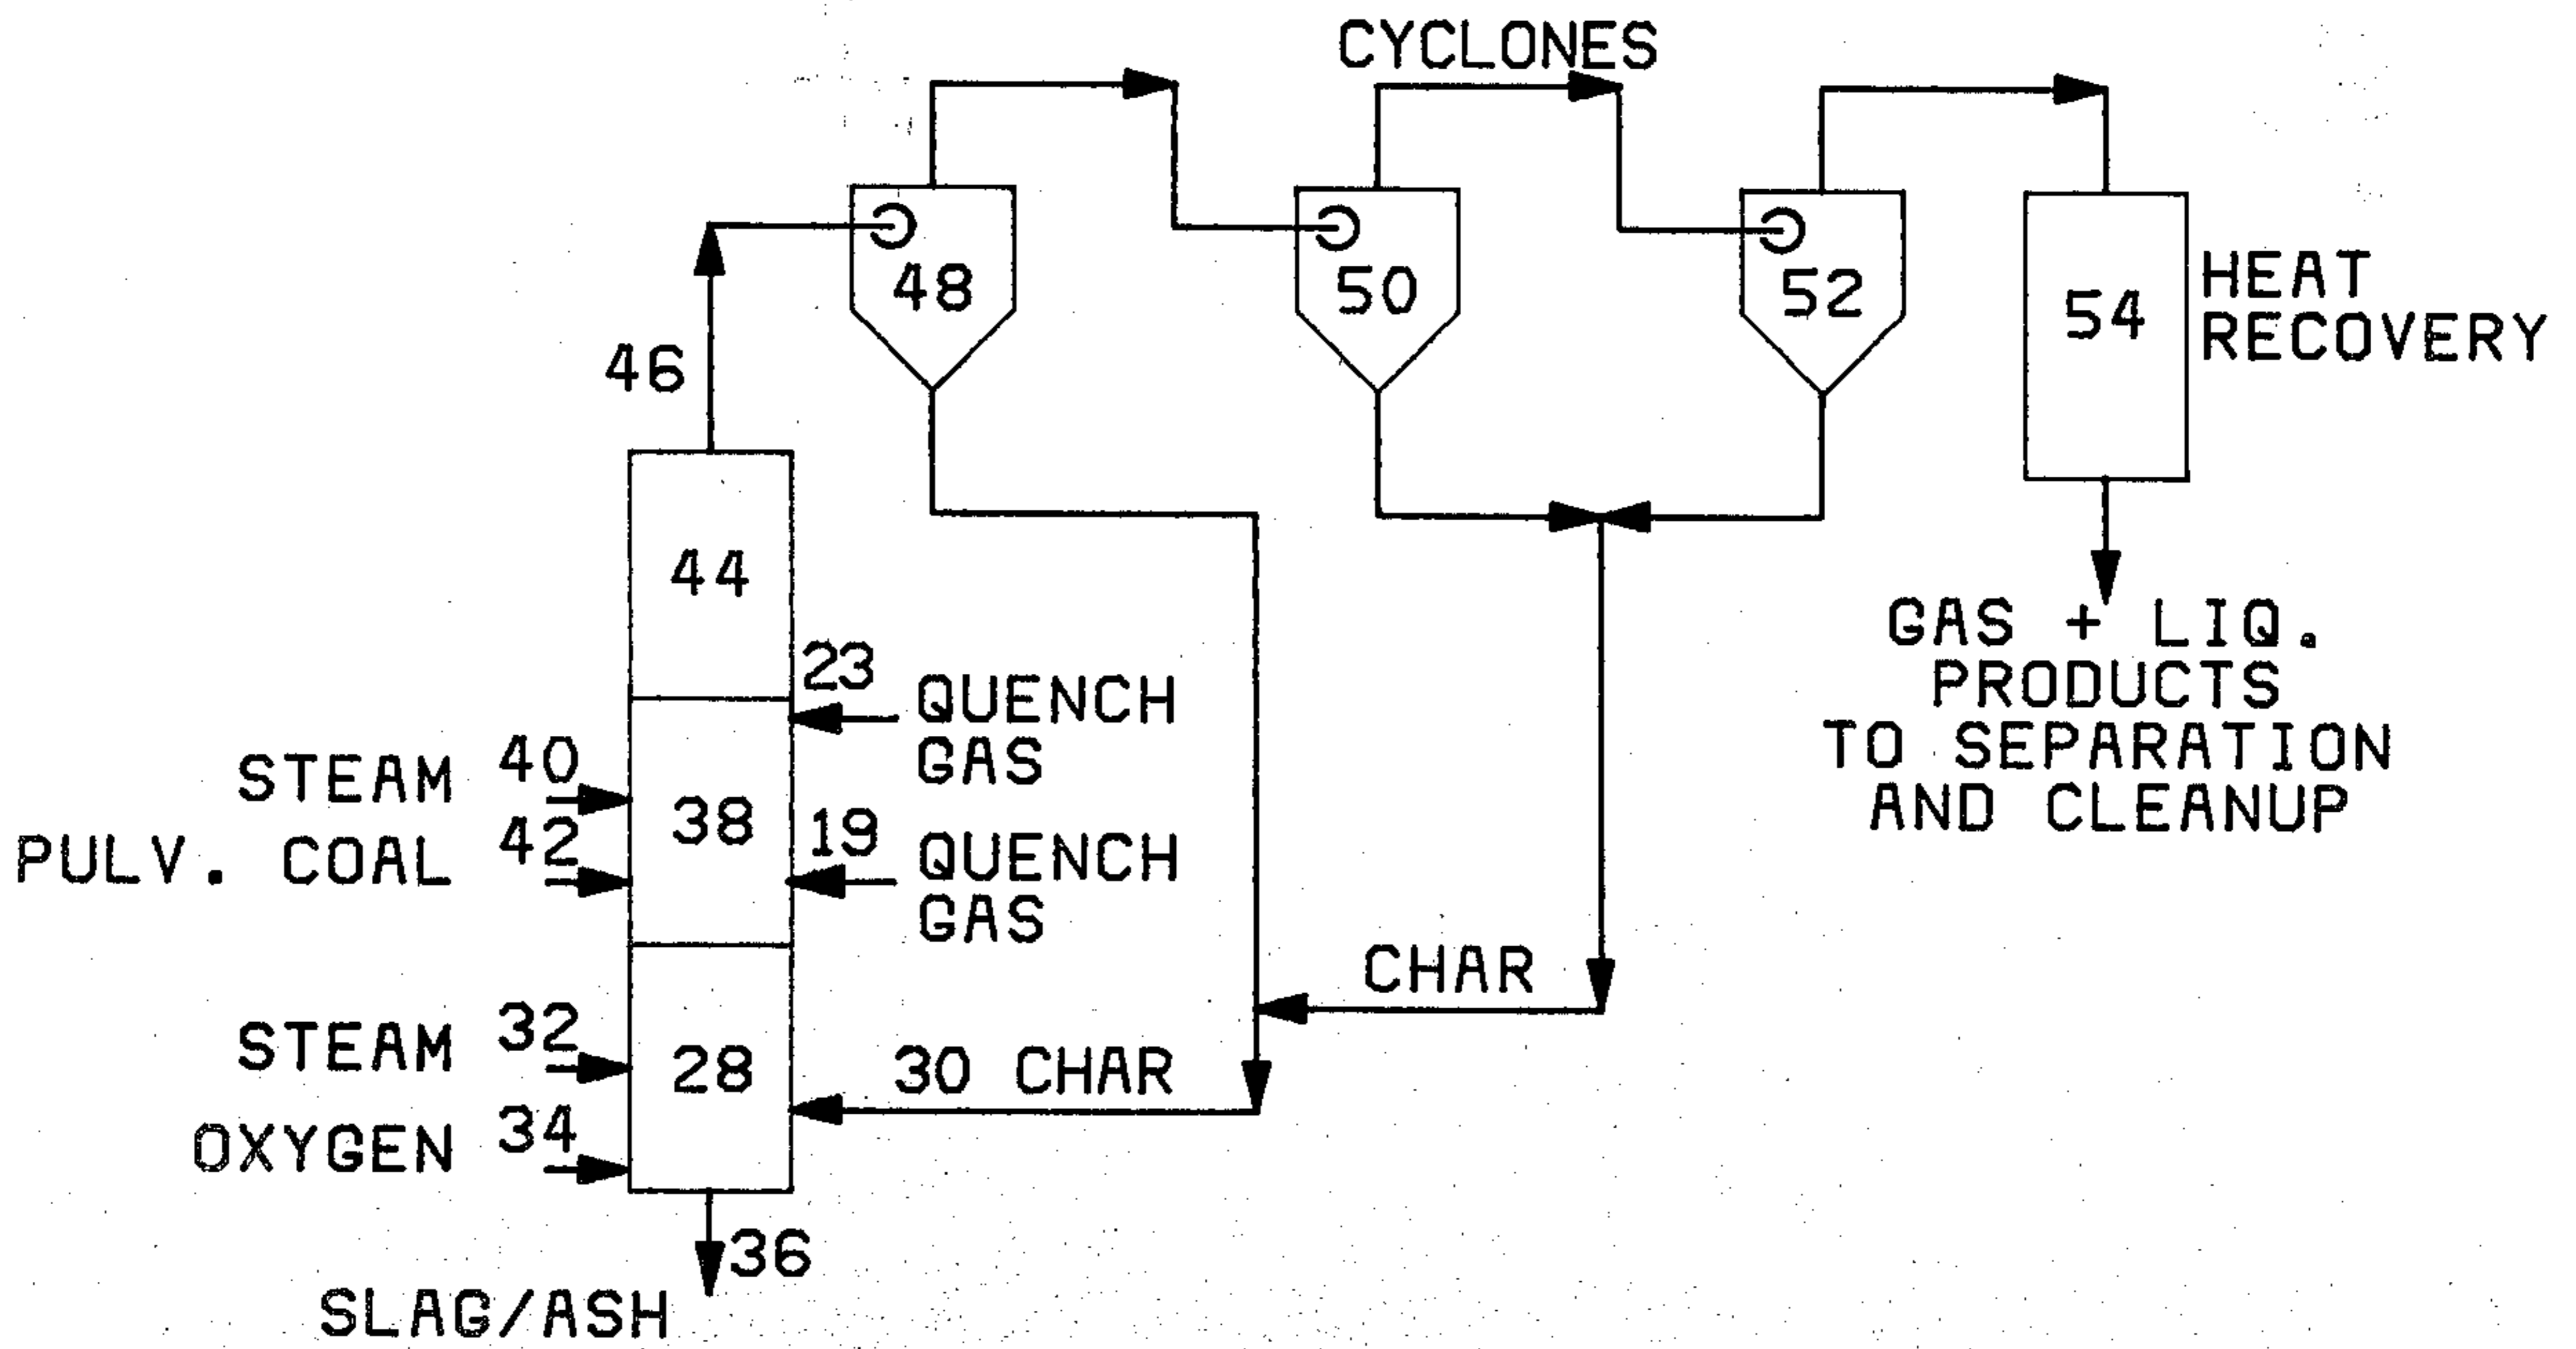 CYCLONES
48
50
52
54
HEAT
RECOVERY
46
44
23
QUENCH
GAS
STEAM 40
38
PULV. COAL 42
19
QUENCH
GAS
GAS + LIQ.
PRODUCTS
TO SEPARATION
AND CLEANUP
CHAR
STEAM 32
28
30 CHAR
OXYGEN 34
36
SLAG/ASH